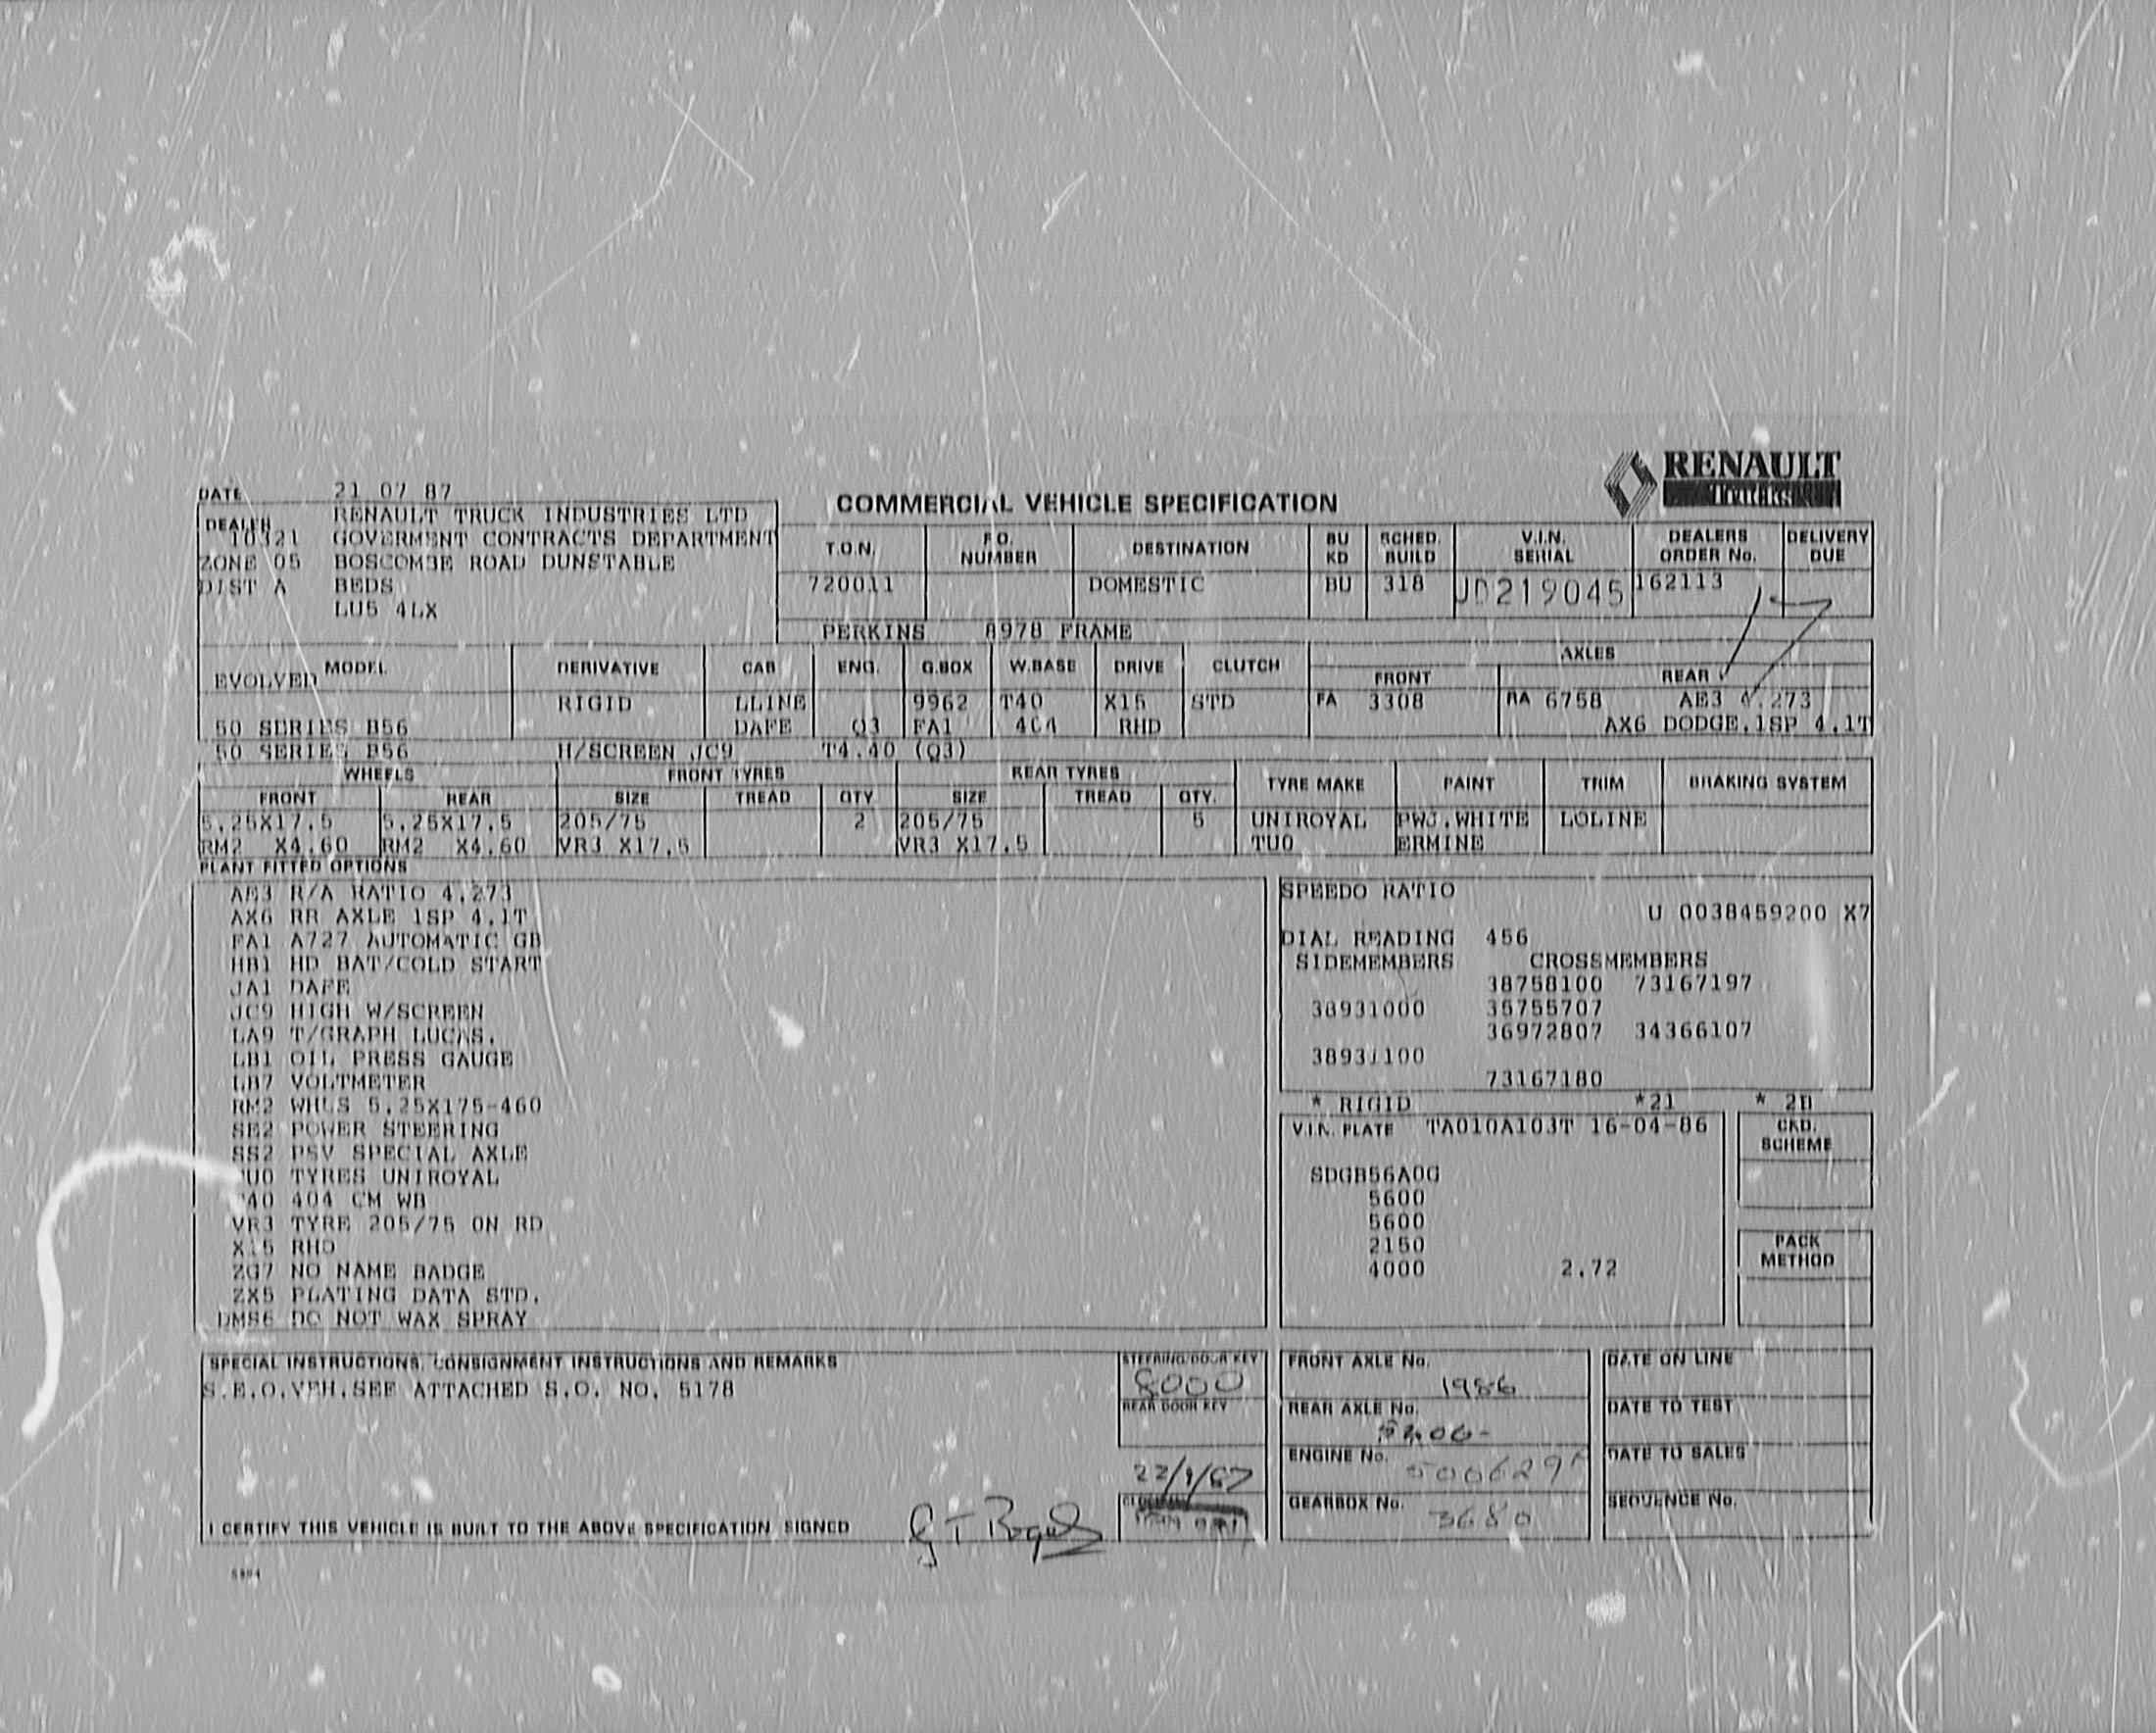 RENAULT
Trucks
COMMERCIAL VEHICLE SPECIFICATION
DATE 21 07 87
DEALER RENAULT TRUCK INDUSTRIES LTD
10321 GOVERMENT CONTRACTS DEPARTMENT
ZONE 05 BOSCOMBE ROAD DUNSTABLE
DIST A BEDS
LU5 4LX
T.O.N. F.O. NUMBER DESTINATION BU KD SCHED. BUILD V.I.N. SERIAL DEALERS ORDER No. DELIVERY DUE
720011 DOMESTIC BU 318 JD219045 162113
PERKINS 8978 FRAME
EVOLVED MODEL DERIVATIVE CAB ENG. G.BOX W.BASE DRIVE CLUTCH AXLES
FRONT REAR
RIGID LLINE 9962 T40 X15 STD FA 3308 RA 6758 AE3 4.273
50 SERIES B56 DAFE Q3 FA1 404 RHD AX6 DODGE.1SP 4.1T
50 SERIES B56 H/SCREEN JC9 T4.40 (Q3)
WHEELS FRONT TYRES REAR TYRES TYRE MAKE PAINT TRIM BRAKING SYSTEM
FRONT REAR SIZE TREAD QTY SIZE TREAD QTY.
5.25X17.5 5.25X17.5 205/75 2 205/75 5 UNIROYAL PWJ.WHITE LOLINE
RM2 X4.60 RM2 X4.60 VR3 X17.5 VR3 X17.5 TU0 ERMINE
PLANT FITTED OPTIONS
AE3 R/A RATIO 4.273
AX6 RR AXLE 1SP 4.1T
FA1 A727 AUTOMATIC GB
HB1 HD BAT/COLD START
JA1 DAFE
JC9 HIGH W/SCREEN
LA9 T/GRAPH LUCAS.
LB1 OIL PRESS GAUGE
LB7 VOLTMETER
RM2 WHLS 5.25X175-460
SE2 POWER STEERING
SS2 PSV SPECIAL AXLE
TU0 TYRES UNIROYAL
T40 404 CM WB
VR3 TYRE 205/75 ON RD
X15 RHD
ZG7 NO NAME BADGE
ZX5 PLATING DATA STD.
DMS6 DO NOT WAX SPRAY
SPEEDO RATIO
U 0038459200 X7
DIAL READING 456
SIDEMEMBERS CROSSMEMBERS
38758100 73167197
38931000 35755707
36972807 34366107
38931100
73167180
* RIGID *21 * 2D
V.I.N. PLATE TA010A103T 16-04-86
SDGB56A0G
5600
5600
2150
4000 2.72
CKD. SCHEME
PACK METHOD
SPECIAL INSTRUCTIONS, CONSIGNMENT INSTRUCTIONS AND REMARKS
S.E.O.VEH.SEE ATTACHED S.O. NO. 5178
STEERING/DOOR KEY
8000
REAR DOOR KEY
22/9/87
I CERTIFY THIS VEHICLE IS BUILT TO THE ABOVE SPECIFICATION SIGNED
FRONT AXLE No. 1986
REAR AXLE No.
ENGINE No.
GEARBOX No. 3680
DATE ON LINE
DATE TO TEST
DATE TO SALES
SEQUENCE No.